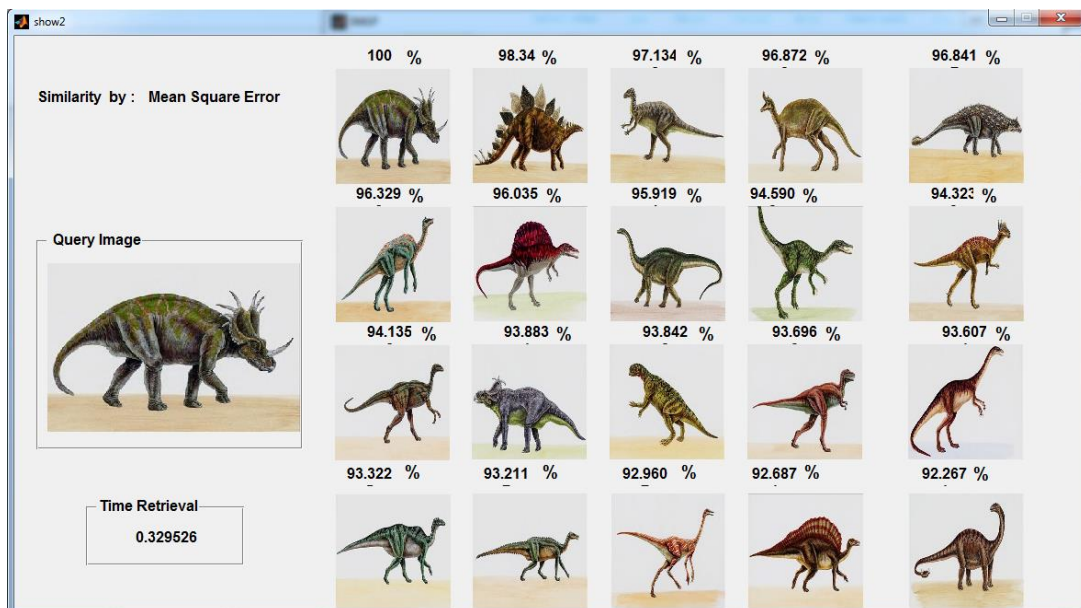 show2
Similarity by : Mean Square Error
100 % 98.34 % 97.134 % 96.872 % 96.841 %
96.329 % 96.035 % 95.919 % 94.590 % 94.323 %
Query Image
94.135 % 93.883 % 93.842 % 93.696 % 93.607 %
93.322 % 93.211 % 92.960 % 92.687 % 92.267 %
Time Retrieval
0.329526